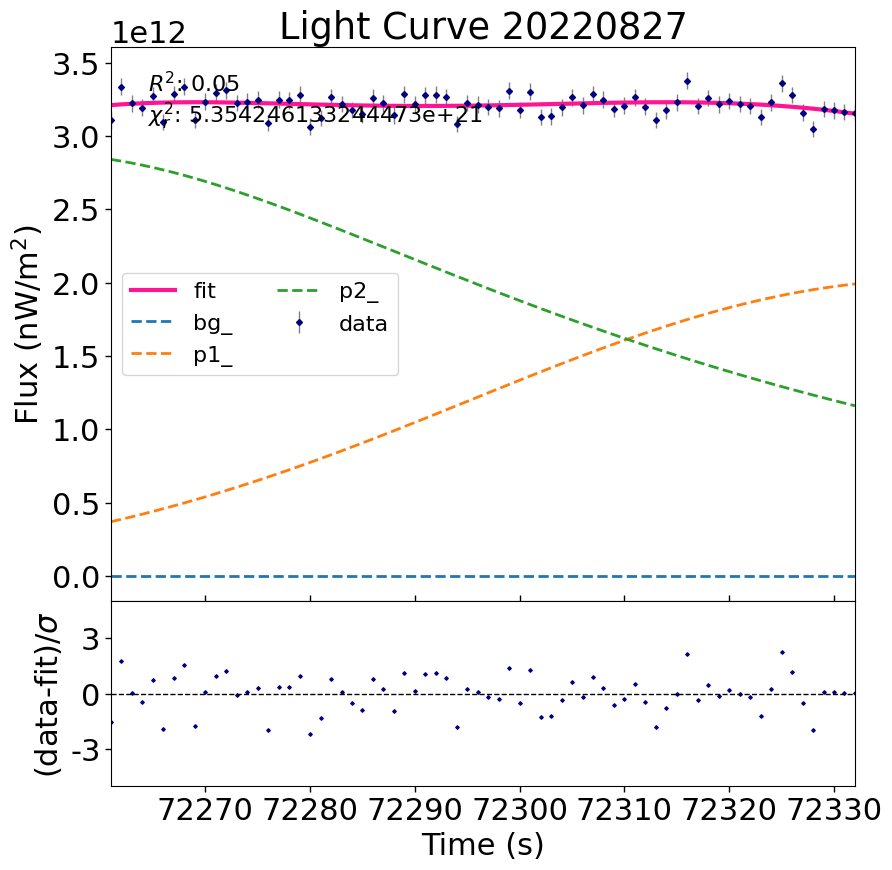 Light Curve 20220827
1e12
3.5
3.0
2.5
2.0
1.5
1.0
0.5
0.0
Flux (nW/m²)
R²: 0.05
χ²: 5.354246133244473e+21
fit
bg_
p1_
p2_
data
3
0
-3
(data-fit)/σ
72270 72280 72290 72300 72310 72320 72330
Time (s)